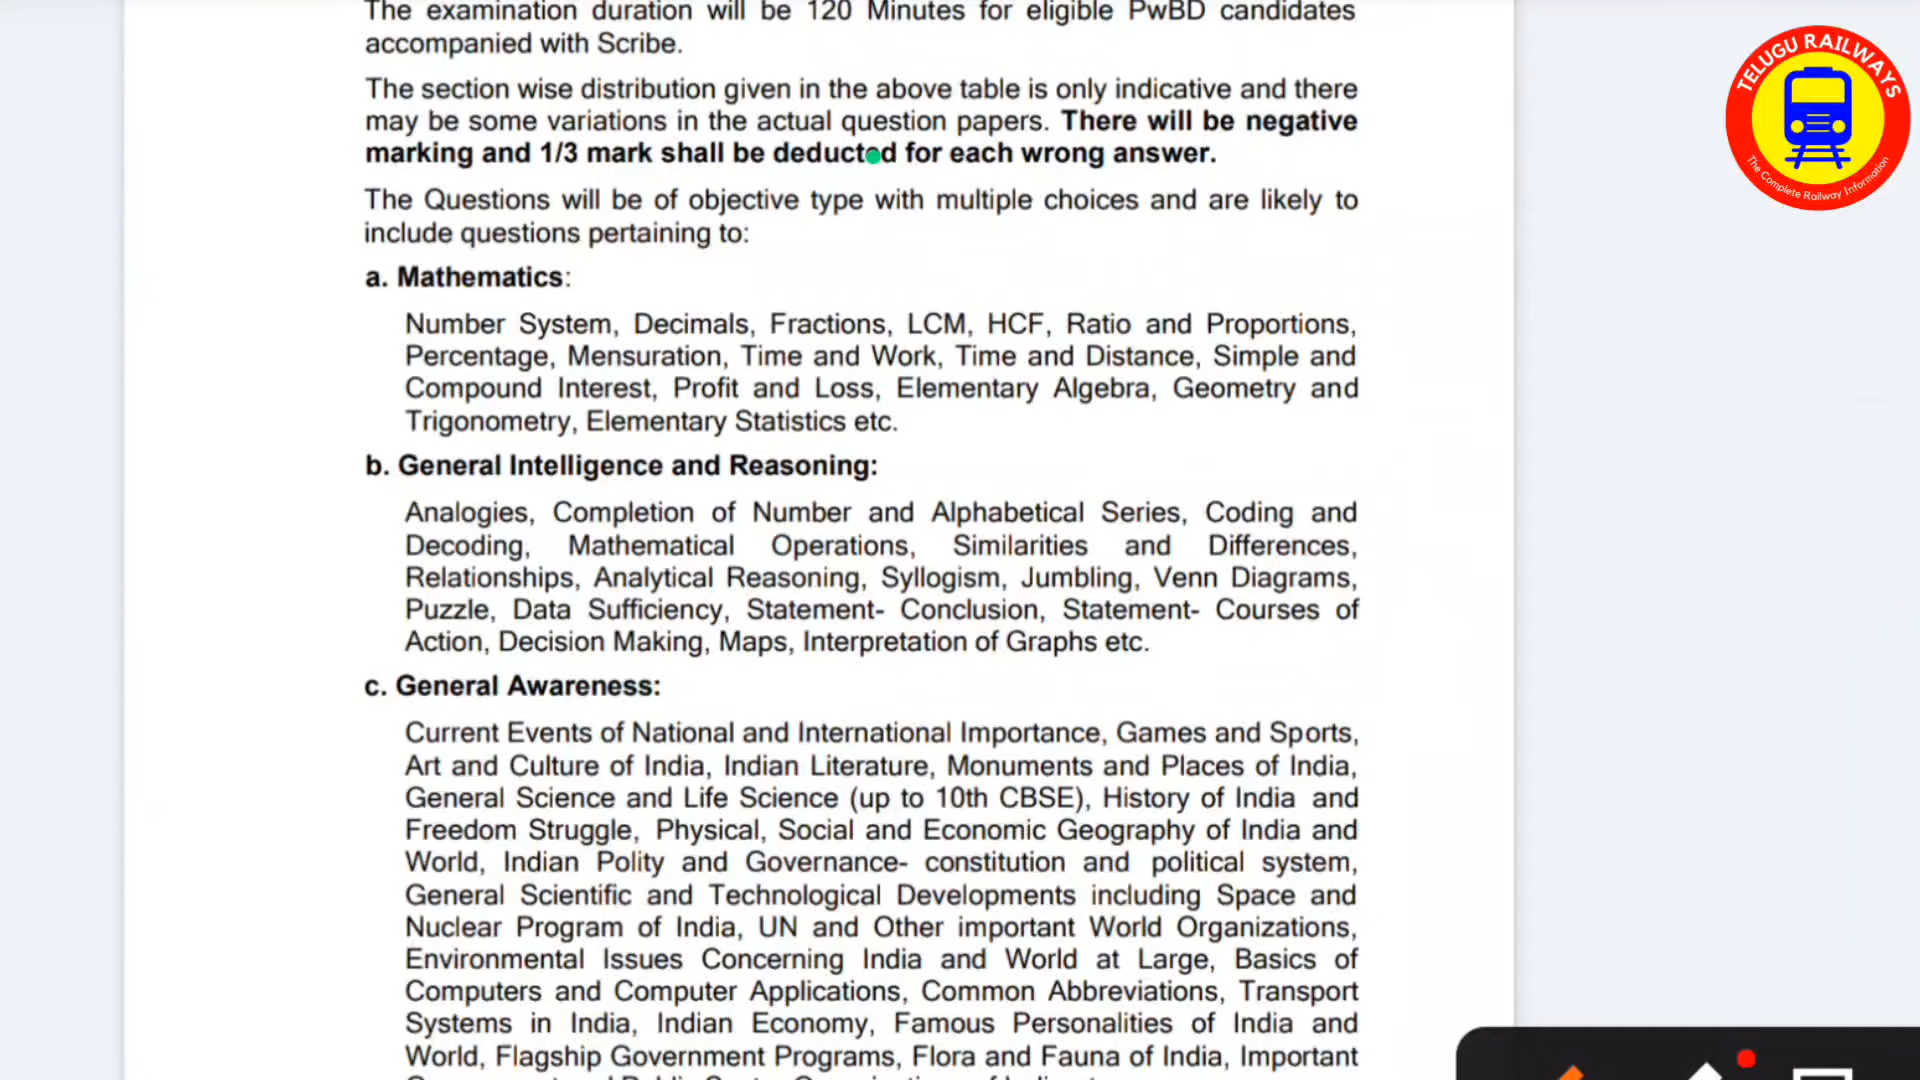 The examination duration will be 120 Minutes for eligible PwBD candidates
accompanied with Scribe.
The section wise distribution given in the above table is only indicative and there
may be some variations in the actual question papers. There will be negative
marking and 1/3 mark shall be deducted for each wrong answer.
The Questions will be of objective type with multiple choices and are likely to
include questions pertaining to:
a. Mathematics:
Number System, Decimals, Fractions, LCM, HCF, Ratio and Proportions,
Percentage, Mensuration, Time and Work, Time and Distance, Simple and
Compound Interest, Profit and Loss, Elementary Algebra, Geometry and
Trigonometry, Elementary Statistics etc.
b. General Intelligence and Reasoning:
Analogies, Completion of Number and Alphabetical Series, Coding and
Decoding, Mathematical Operations, Similarities and Differences,
Relationships, Analytical Reasoning, Syllogism, Jumbling, Venn Diagrams,
Puzzle, Data Sufficiency, Statement- Conclusion, Statement- Courses of
Action, Decision Making, Maps, Interpretation of Graphs etc.
c. General Awareness:
Current Events of National and International Importance, Games and Sports,
Art and Culture of India, Indian Literature, Monuments and Places of India,
General Science and Life Science (up to 10th CBSE), History of India and
Freedom Struggle, Physical, Social and Economic Geography of India and
World, Indian Polity and Governance- constitution and political system,
General Scientific and Technological Developments including Space and
Nuclear Program of India, UN and Other important World Organizations,
Environmental Issues Concerning India and World at Large, Basics of
Computers and Computer Applications, Common Abbreviations, Transport
Systems in India, Indian Economy, Famous Personalities of India and
World, Flagship Government Programs, Flora and Fauna of India, Important
TELUGU RAILWAYS
The Complete Railway Information